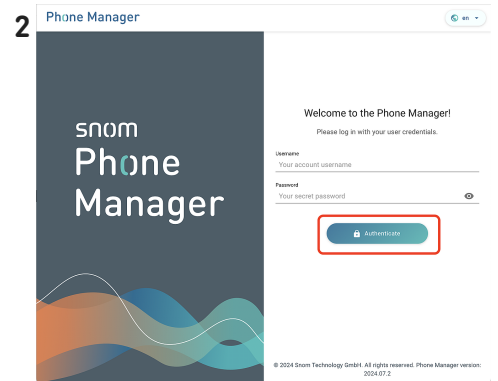 2
Phone Manager
en
snom
Phone
Manager
Welcome to the Phone Manager!
Please log in with your user credentials.
Username
Your account username
Password
Your secret password
Authenticate
© 2024 Snom Technology GmbH. All rights reserved. Phone Manager version:
2024.07.2